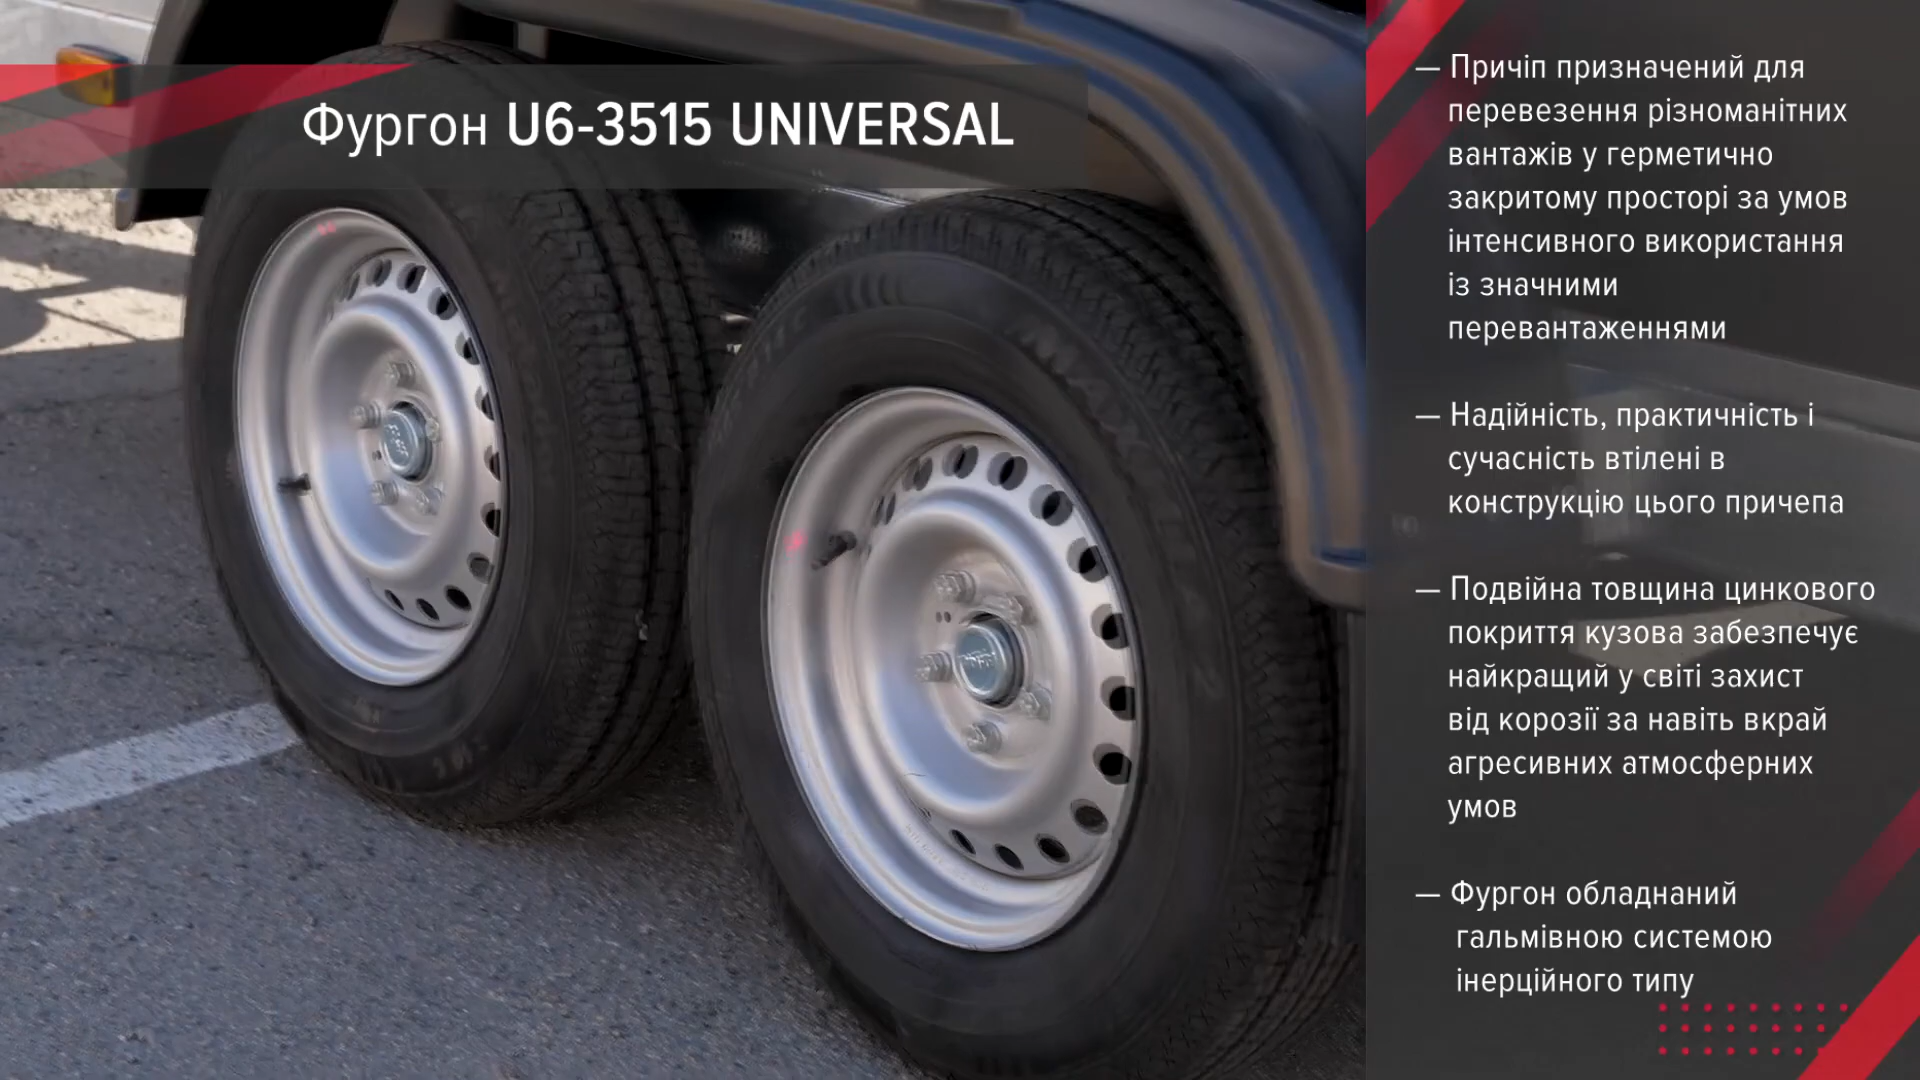 Фургон U6-3515 UNIVERSAL
— Причіп призначений для
перевезення різноманітних
вантажів у герметично
закритому просторі за умов
інтенсивного використання
із значними
перевантаженнями
— Надійність, практичність і
сучасність втілені в
конструкцію цього причепа
— Подвійна товщина цинкового
покриття кузова забезпечує
найкращий у світі захист
від корозії за навіть вкрай
агресивних атмосферних
умов
— Фургон обладнаний
гальмівною системою
інерційного типу